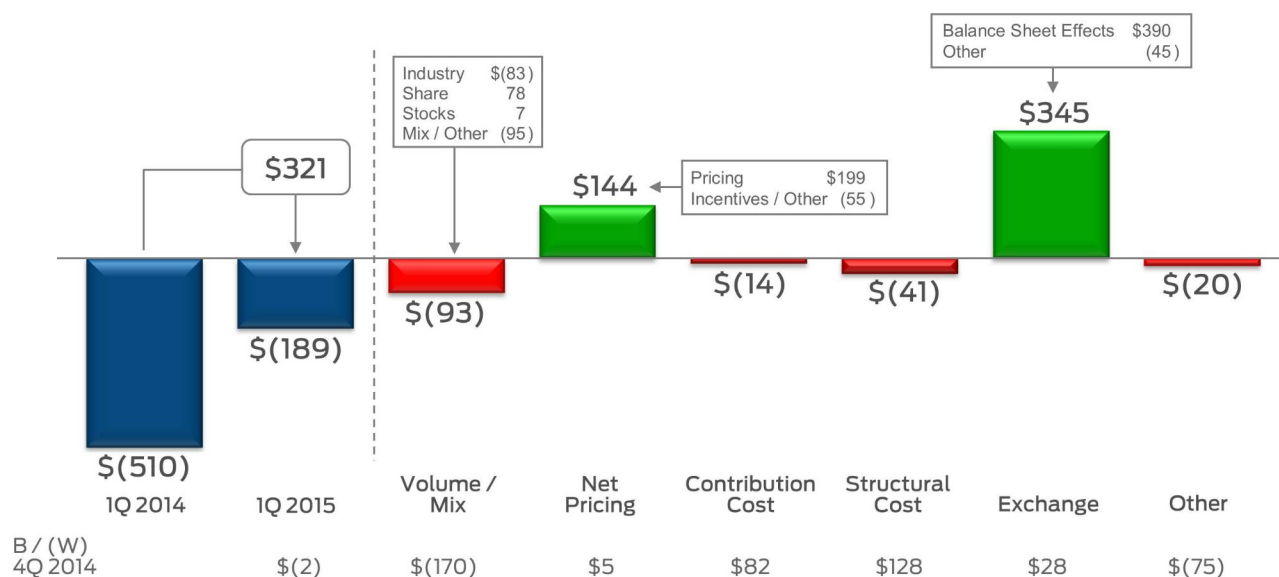 Balance Sheet Effects $390
Other (45)
$345
Industry $(83)
Share 78
Stocks 7
Mix / Other (95)
$321
$144
Pricing $199
Incentives / Other (55 )
$(510)
$(189)
$(93)
$(14)
$(41)
$(20)
1Q 2014
1Q 2015
Volume /
Mix
Net
Pricing
Contribution
Cost
Structural
Cost
Exchange
Other
B / (W)
4Q 2014 $(2) $(170) $5 $82 $128 $28 $(75)